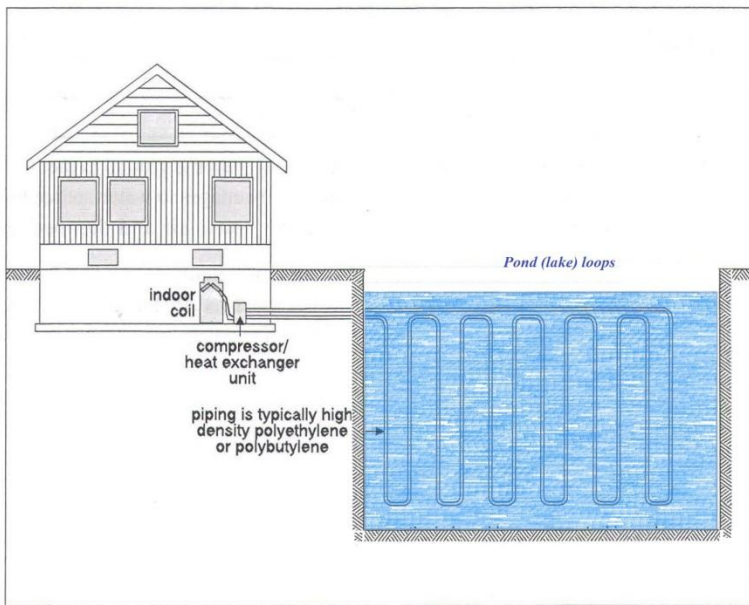 Pond (lake) loops
indoor
coil
compressor/
heat exchanger
unit
piping is typically high
density polyethylene
or polybutylene